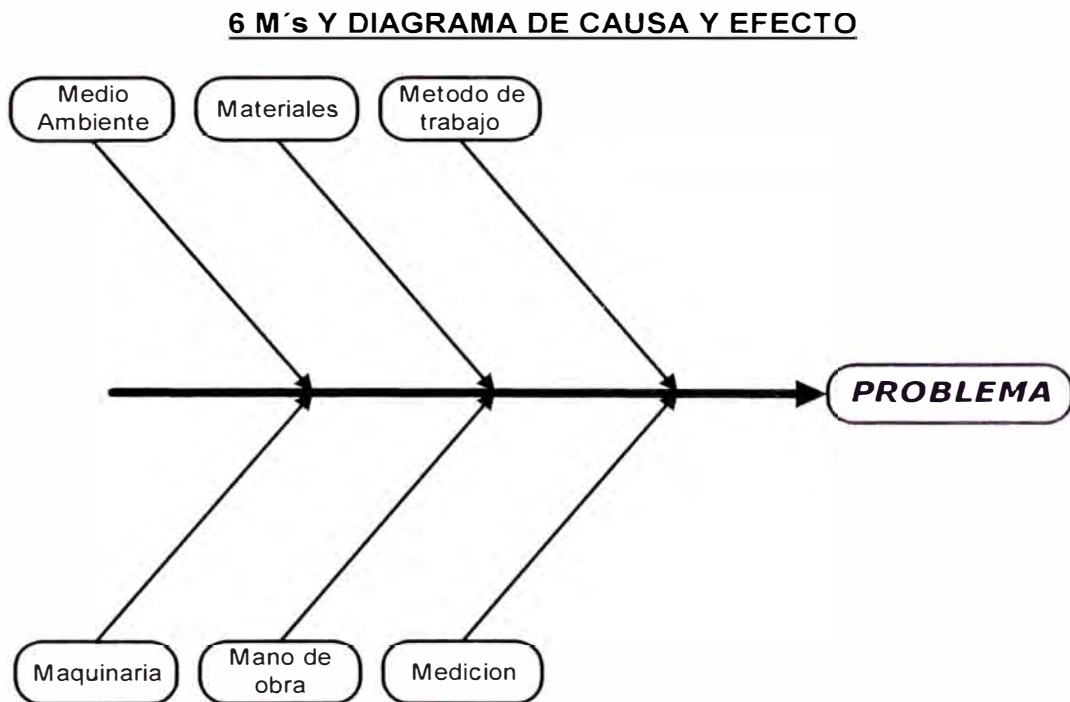 6 M´s Y DIAGRAMA DE CAUSA Y EFECTO
Medio
Ambiente
Materiales
Metodo de
trabajo
PROBLEMA
Maquinaria
Mano de
obra
Medicion